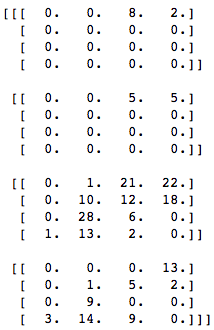 [[[ 0. 0. 8. 2.]
[ 0. 0. 0. 0.]
[ 0. 0. 0. 0.]
[ 0. 0. 0. 0.]]
[[ 0. 0. 5. 5.]
[ 0. 0. 0. 0.]
[ 0. 0. 0. 0.]
[ 0. 0. 0. 0.]]
[[ 0. 1. 21. 22.]
[ 0. 10. 12. 18.]
[ 0. 28. 6. 0.]
[ 1. 13. 2. 0.]]
[[ 0. 0. 0. 13.]
[ 0. 1. 5. 2.]
[ 0. 9. 0. 0.]
[ 3. 14. 9. 0.]]]